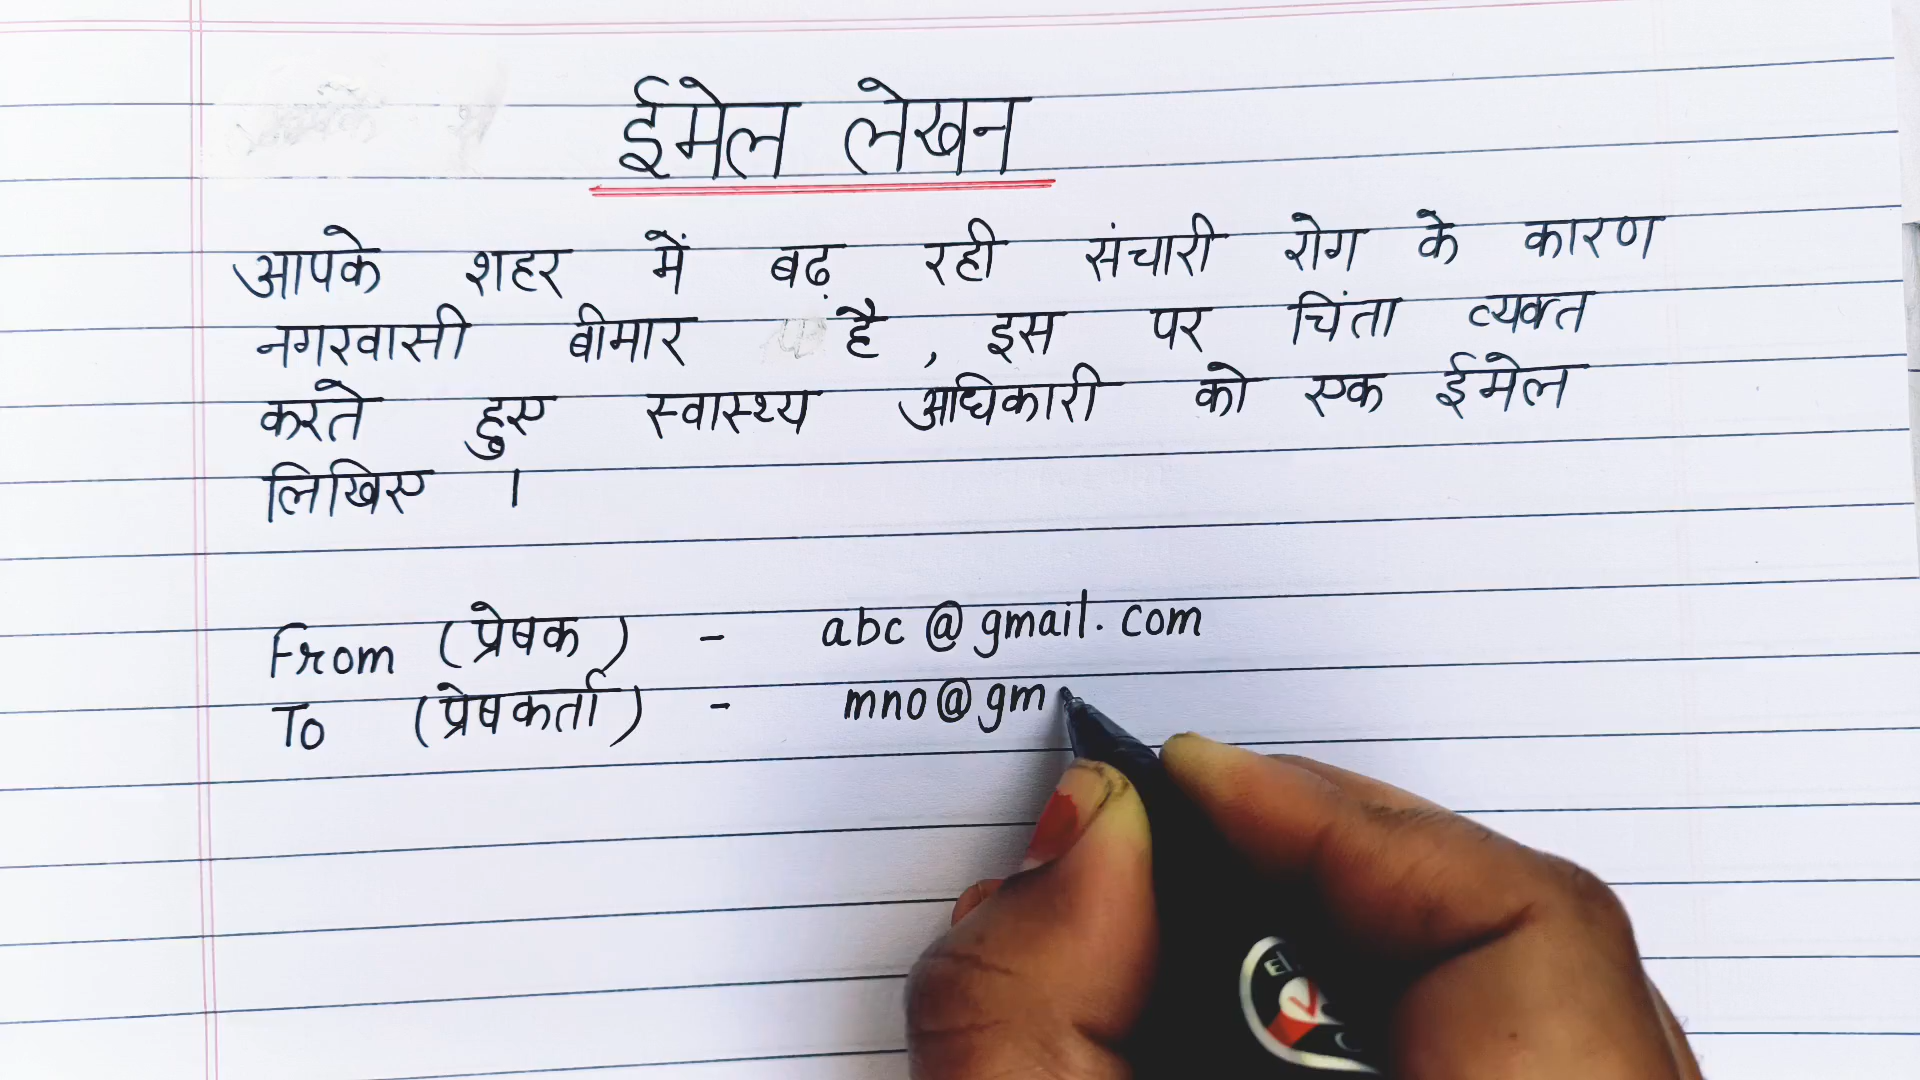 ईमेल लेखन
आपके शहर में बढ़ रही संचारी रोग के कारण
नगरवासी बीमार है, इस पर चिंता व्यक्त
करते हुए स्वास्थ्य अधिकारी को एक ईमेल
लिखिए ।
From (प्रेषक) - abc@gmail.com
To (प्रेषकर्ता) - mno@gm